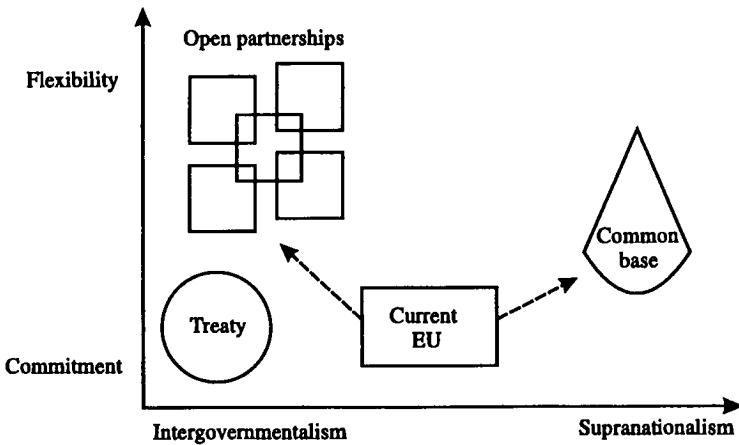 Open partnerships
Flexibility
Common
base
Treaty
Current
EU
Commitment
Intergovernmentalism
Supranationalism